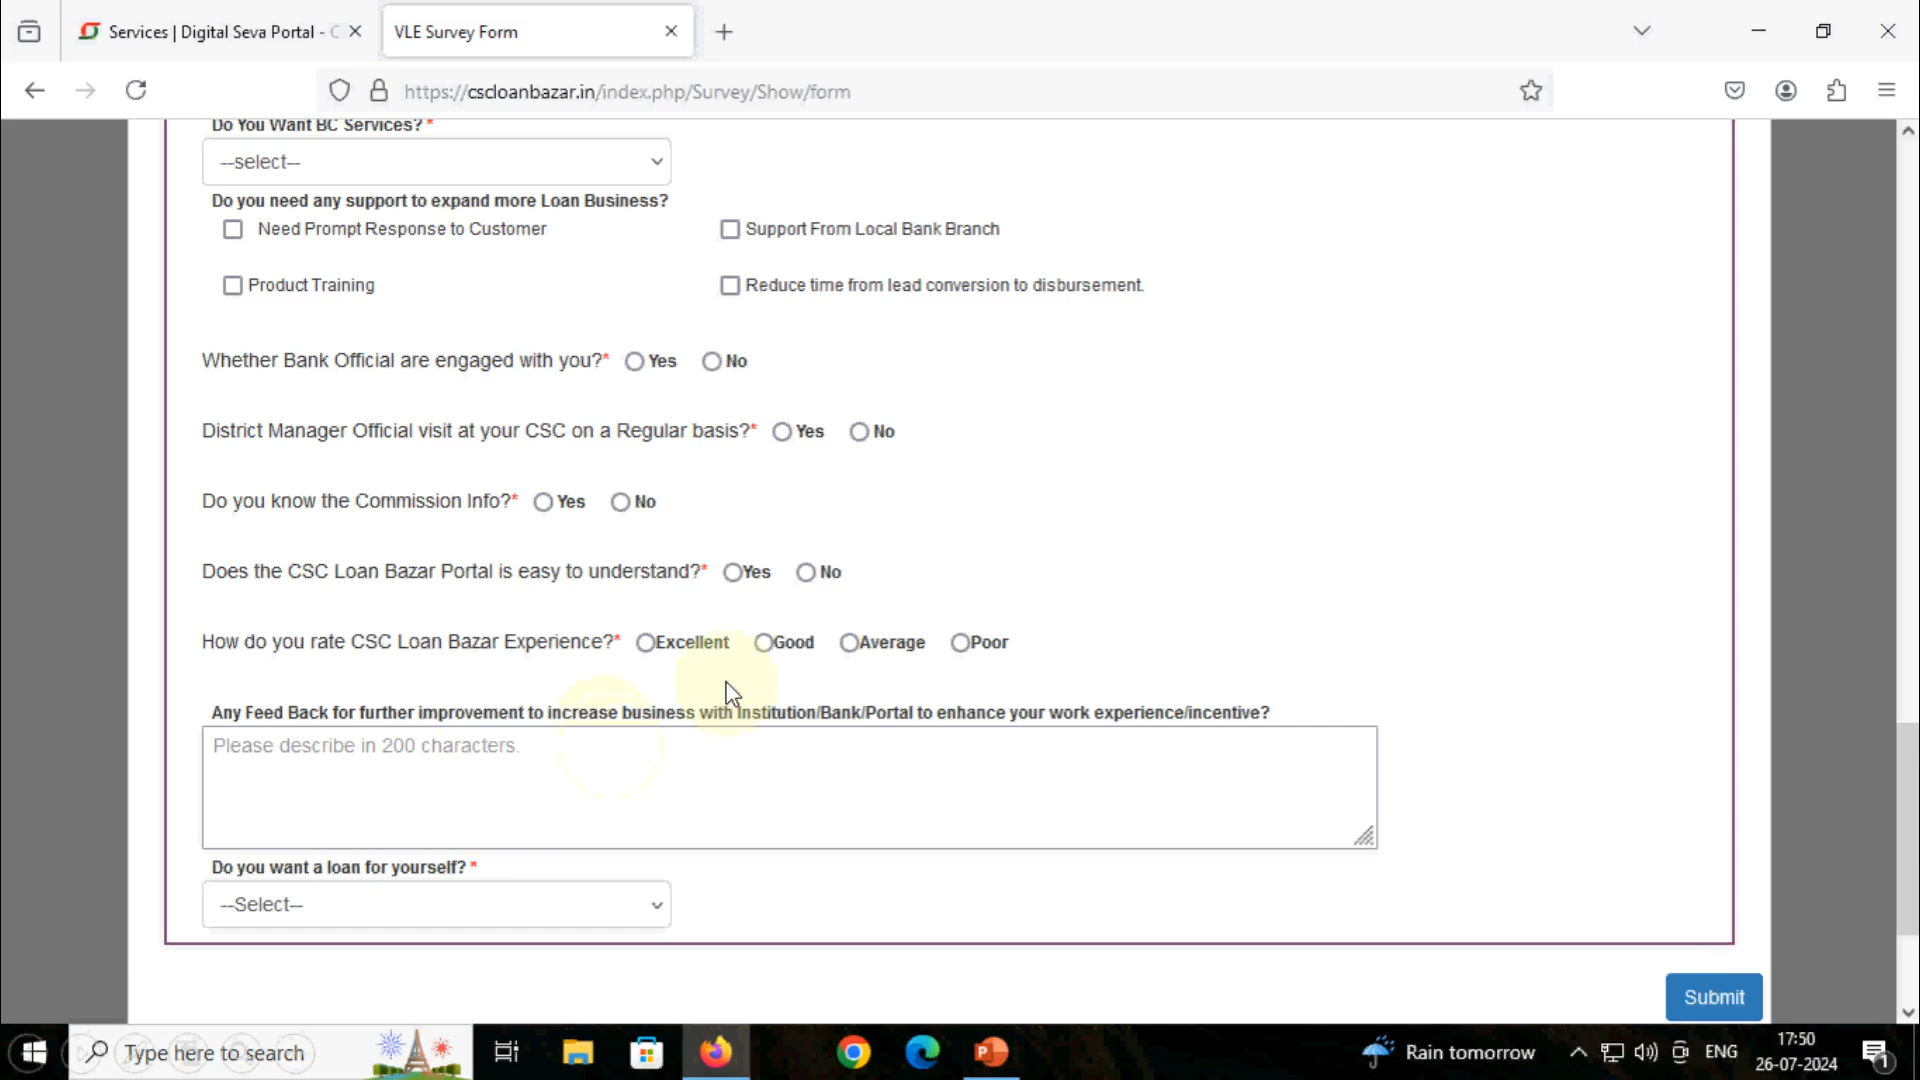 Services | Digital Seva Portal - C
VLE Survey Form
https://cscloanbazar.in/index.php/Survey/Show/form
Do You Want BC Services? *
--select--
Do you need any support to expand more Loan Business?
Need Prompt Response to Customer
Support From Local Bank Branch
Product Training
Reduce time from lead conversion to disbursement.
Whether Bank Official are engaged with you?* Yes No
District Manager Official visit at your CSC on a Regular basis?* Yes No
Do you know the Commission Info?* Yes No
Does the CSC Loan Bazar Portal is easy to understand?* Yes No
How do you rate CSC Loan Bazar Experience?* Excellent Good Average Poor
Any Feed Back for further improvement to increase business with Institution/Bank/Portal to enhance your work experience/incentive?
Please describe in 200 characters.
Do you want a loan for yourself? *
--Select--
Submit
Type here to search
Rain tomorrow
ENG
17:50
26-07-2024
1